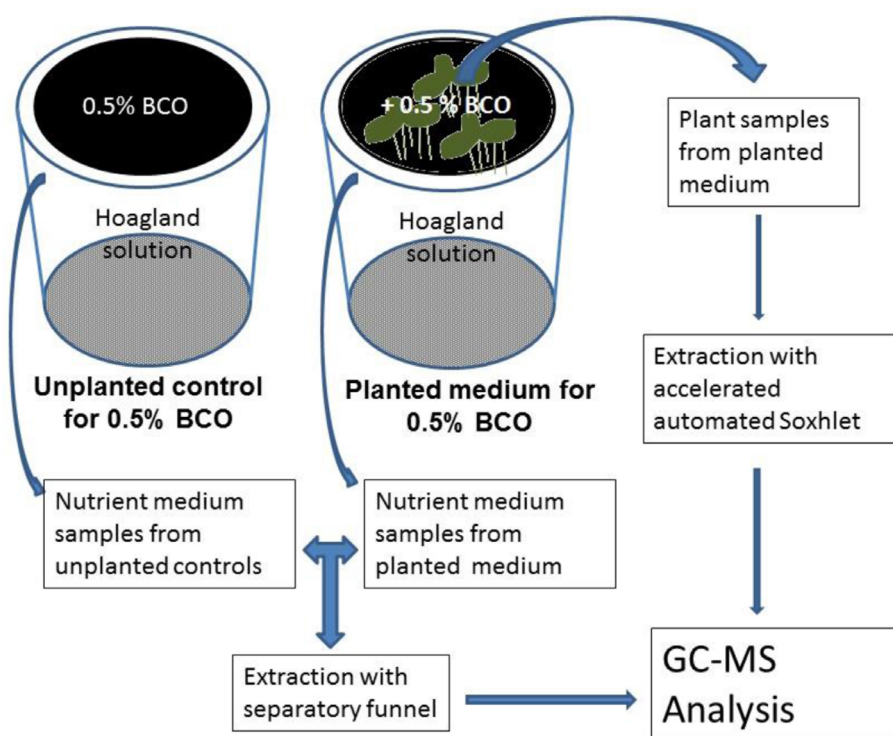 0.5% BCO
+ 0.5 % BCO
Hoagland
solution
Hoagland
solution
Unplanted control
for 0.5% BCO
Planted medium for
0.5% BCO
Plant samples
from planted
medium
Extraction with
accelerated
automated Soxhlet
Nutrient medium
samples from
unplanted controls
Nutrient medium
samples from
planted medium
Extraction with
separatory funnel
GC-MS
Analysis